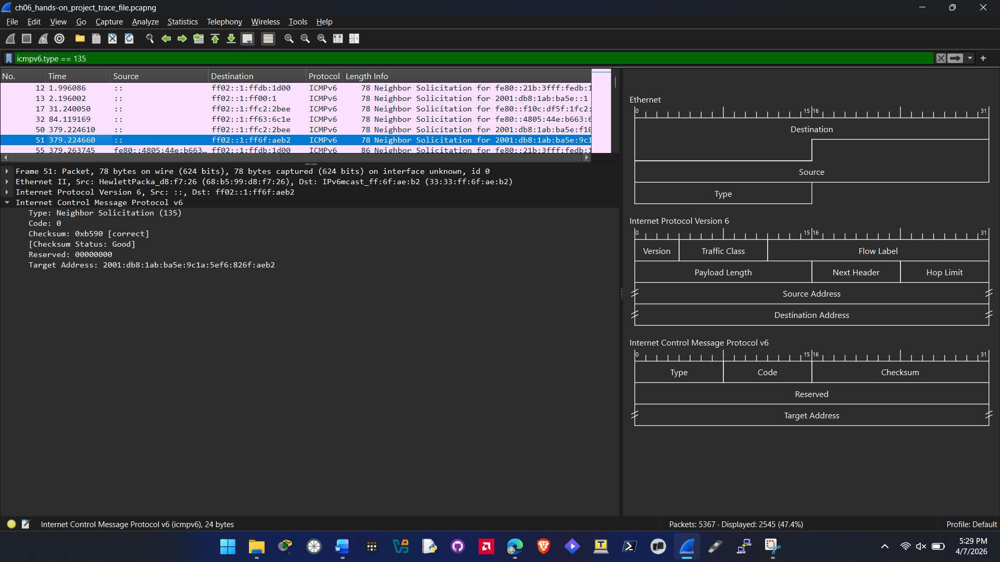 ch06_hands-on_project_trace_file.pcapng
File Edit View Go Capture Analyze Statistics Telephony Wireless Tools Help
icmpv6.type == 135
No. Time Source Destination Protocol Length Info
12 1.996086 :: ff02::1:ffdb:1d00 ICMPv6 78 Neighbor Solicitation for fe80::21b:3fff:fedb:1
13 2.196002 :: ff02::1:ff00:1 ICMPv6 78 Neighbor Solicitation for 2001:db8:1ab:ba5e::1
17 31.240050 :: ff02::1:ffc2:2bee ICMPv6 78 Neighbor Solicitation for fe80::f10c:df5f:1fc2:
32 84.119169 :: ff02::1:ff63:6c1e ICMPv6 78 Neighbor Solicitation for fe80::4805:44e:b663:6
50 379.224610 :: ff02::1:ffc2:2bee ICMPv6 78 Neighbor Solicitation for 2001:db8:1ab:ba5e:f10
51 379.224660 :: ff02::1:ff6f:aeb2 ICMPv6 78 Neighbor Solicitation for 2001:db8:1ab:ba5e:9c1
55 379.263745 fe80::4805:44e:b663… ff02::1:ffdb:1d00 ICMPv6 86 Neighbor Solicitation for fe80::21b:3fff:fedb:1
Frame 51: Packet, 78 bytes on wire (624 bits), 78 bytes captured (624 bits) on interface unknown, id 0
Ethernet II, Src: HewlettPacka_d8:f7:26 (68:b5:99:d8:f7:26), Dst: IPv6mcast_ff:6f:ae:b2 (33:33:ff:6f:ae:b2)
Internet Protocol Version 6, Src: ::, Dst: ff02::1:ff6f:aeb2
Internet Control Message Protocol v6
Type: Neighbor Solicitation (135)
Code: 0
Checksum: 0xb590 [correct]
[Checksum Status: Good]
Reserved: 00000000
Target Address: 2001:db8:1ab:ba5e:9c1a:5ef6:826f:aeb2
Ethernet
0 15 16 31
Destination
Source
Type
Internet Protocol Version 6
0 15 16 31
Version Traffic Class Flow Label
Payload Length Next Header Hop Limit
Source Address
Destination Address
Internet Control Message Protocol v6
0 15 16 31
Type Code Checksum
Reserved
Target Address
Internet Control Message Protocol v6 (icmpv6), 24 bytes
Packets: 5367 · Displayed: 2545 (47.4%)
Profile: Default
5:29 PM
4/7/2026